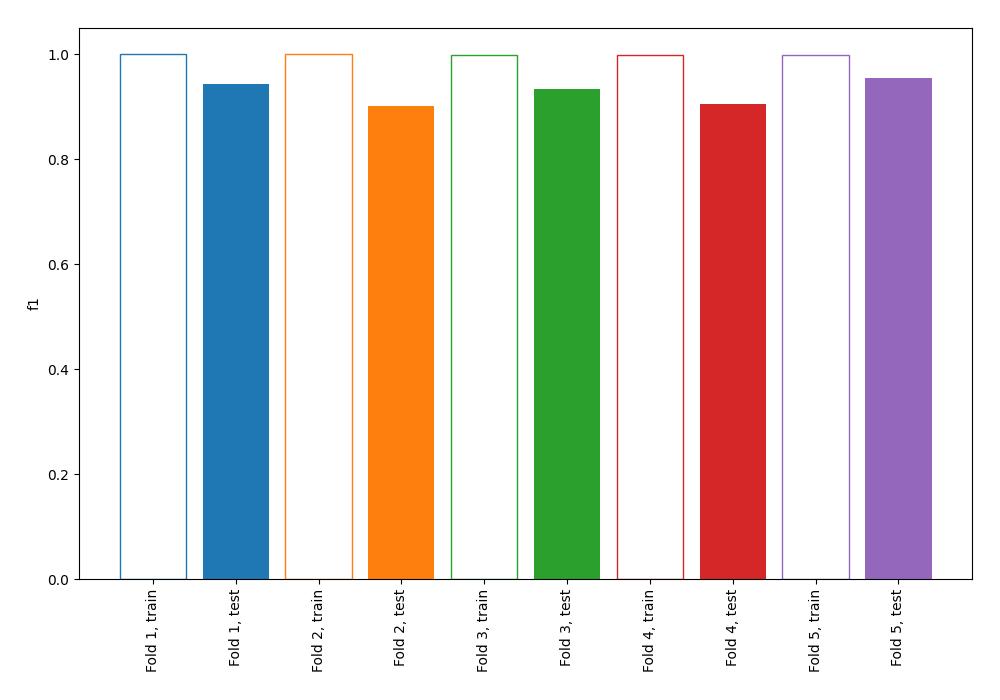 1.0
0.8
0.6
0.4
0.2
0.0
f1
Fold 1, train
Fold 1, test
Fold 2, train
Fold 2, test
Fold 3, train
Fold 3, test
Fold 4, train
Fold 4, test
Fold 5, train
Fold 5, test